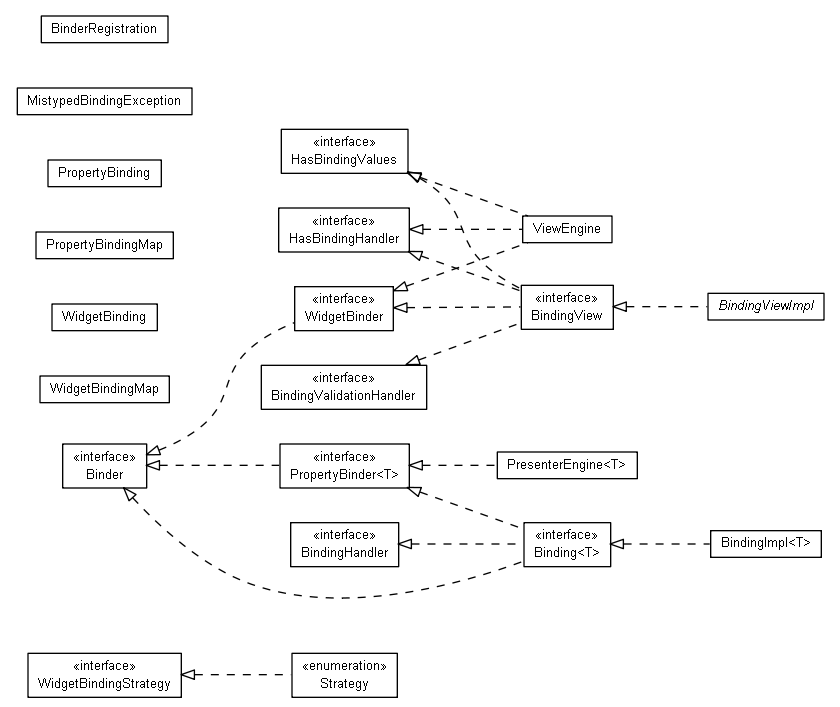 BinderRegistration
MistypedBindingException
PropertyBinding
PropertyBindingMap
WidgetBinding
WidgetBindingMap
«interface»
Binder
«interface»
WidgetBindingStrategy
«interface»
HasBindingValues
«interface»
HasBindingHandler
«interface»
WidgetBinder
«interface»
BindingValidationHandler
«interface»
PropertyBinder<T>
«interface»
BindingHandler
«enumeration»
Strategy
ViewEngine
«interface»
BindingView
PresenterEngine<T>
«interface»
Binding<T>
BindingViewImpl
BindingImpl<T>